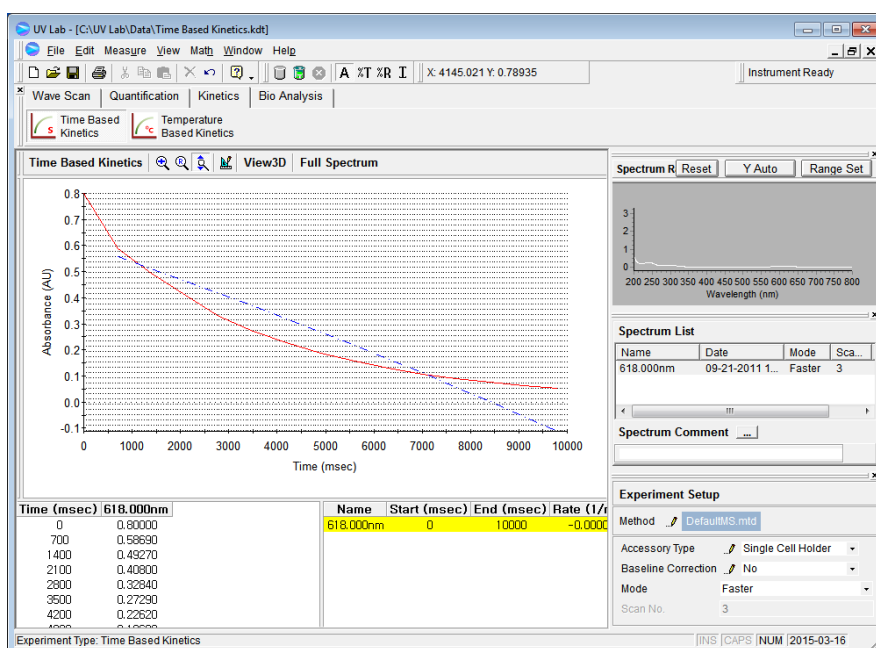 UV Lab - [C:\UV Lab\Data\Time Based Kinetics.kdt]
File Edit Measure View Math Window Help
A %T %R I X: 4145.021 Y: 0.78935 Instrument Ready
Wave Scan Quantification Kinetics Bio Analysis
S Time Based Kinetics °C Temperature Based Kinetics
Time Based Kinetics View3D Full Spectrum
0.8
0.7
0.6
0.5
0.4
0.3
0.2
0.1
0.0
-0.1
Absorbance (AU)
0 1000 2000 3000 4000 5000 6000 7000 8000 9000 10000
Time (msec)
Spectrum R Reset Y Auto Range Set
3
2
1
0
200 250 300 350 400 450 500 550 600 650 700 750 800
Wavelength (nm)
Spectrum List
Name Date Mode Sca...
618.000nm 09-21-2011 1... Faster 3
Spectrum Comment ...
Experiment Setup
Method DefaultMS.mtd
Accessory Type Single Cell Holder
Baseline Correction No
Mode Faster
Scan No. 3
Time (msec) 618.000nm
0 0.80000
700 0.58690
1400 0.49270
2100 0.40800
2800 0.32840
3500 0.27290
4200 0.22620
Name Start (msec) End (msec) Rate (1/
618.000nm 0 10000 -0.0000
Experiment Type: Time Based Kinetics INS CAPS NUM 2015-03-16